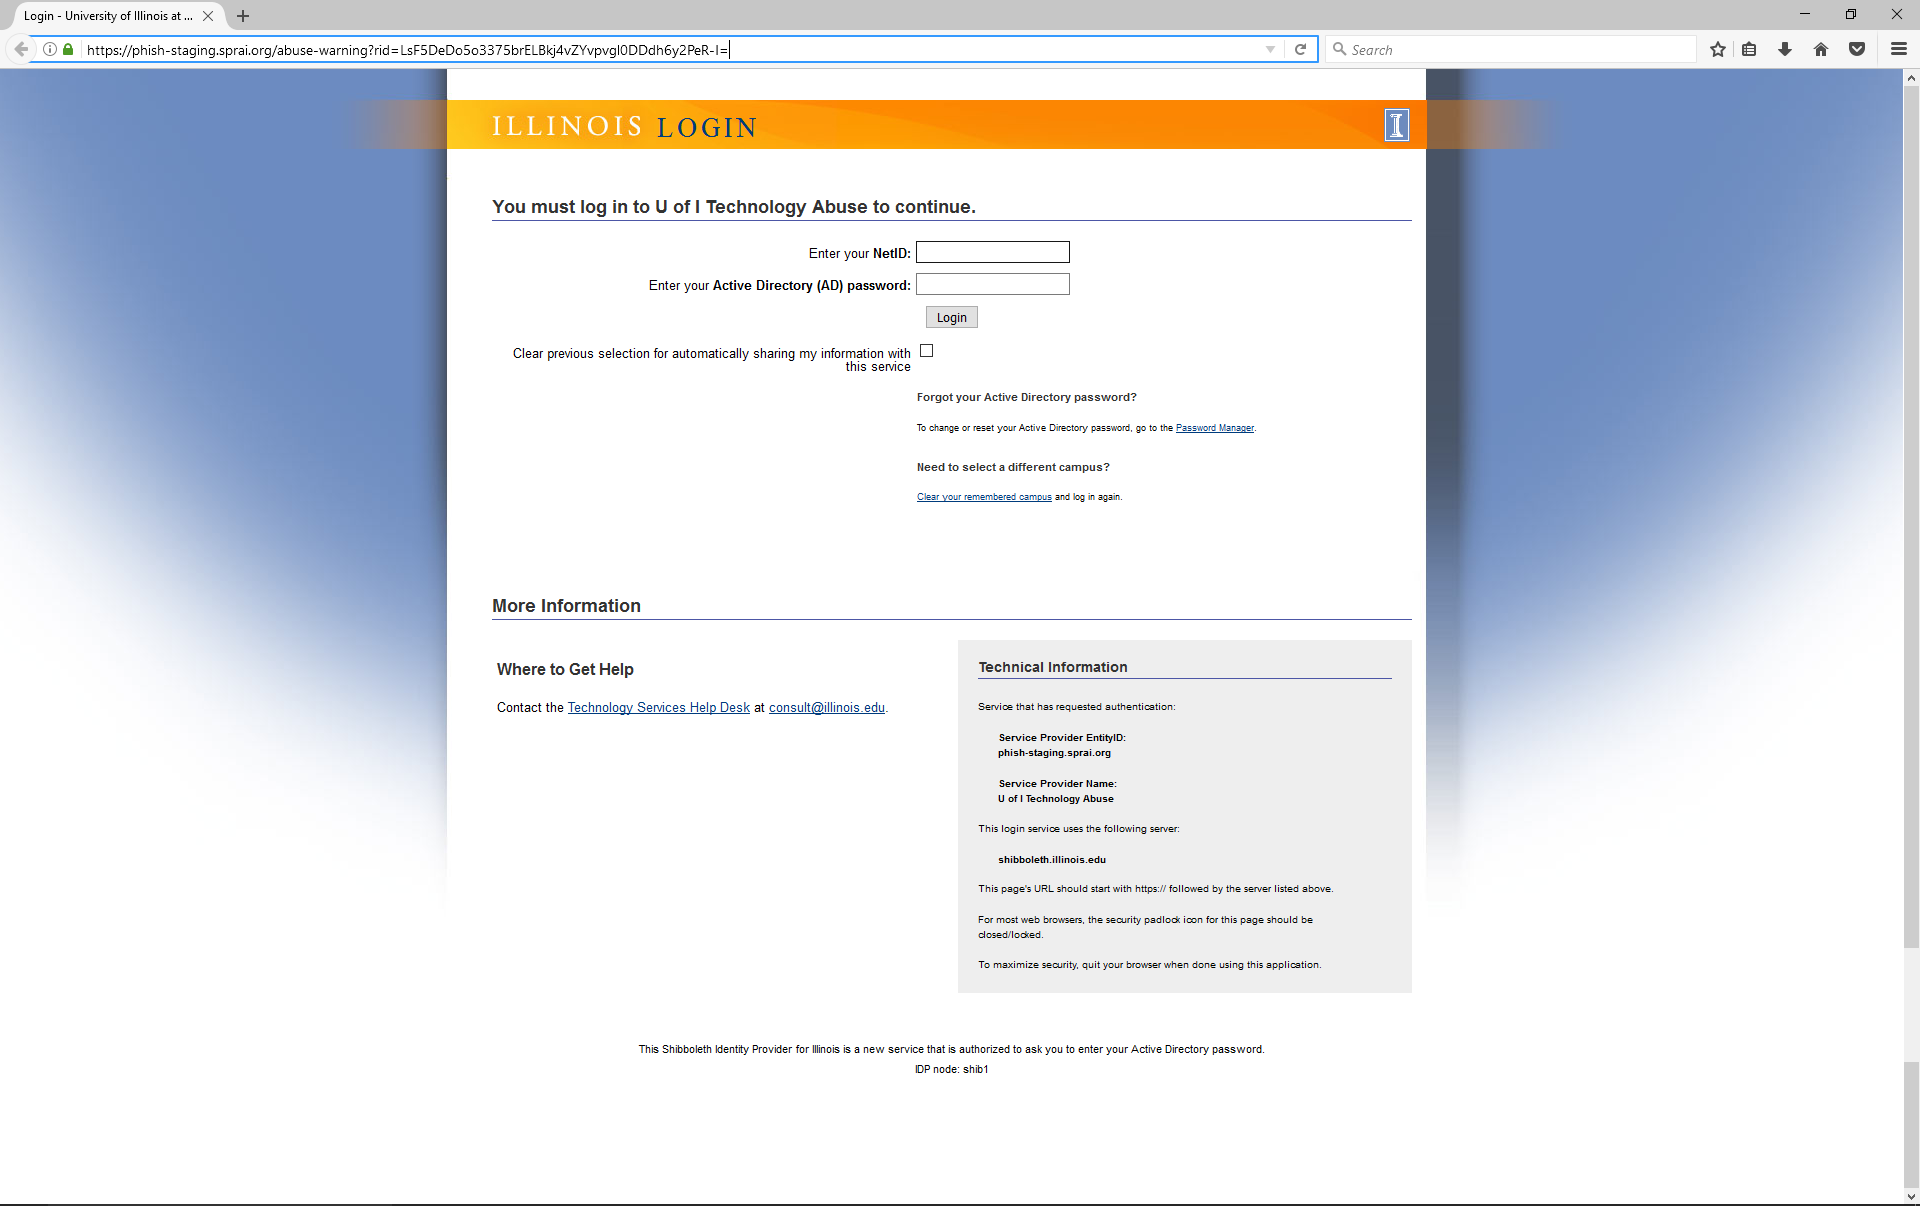 Login - University of Illinois at ...
https://phish-staging.sprai.org/abuse-warning?rid=LsF5DeDo5o3375brELBkj4vZYvpvgl0DDdh6y2PeR-I=
Search
ILLINOIS LOGIN
You must log in to U of I Technology Abuse to continue.
Enter your NetID:
Enter your Active Directory (AD) password:
Login
Clear previous selection for automatically sharing my information with
this service
Forgot your Active Directory password?
To change or reset your Active Directory password, go to the Password Manager.
Need to select a different campus?
Clear your remembered campus and log in again.
More Information
Where to Get Help
Contact the Technology Services Help Desk at consult@illinois.edu.
Technical Information
Service that has requested authentication:
Service Provider EntityID:
phish-staging.sprai.org
Service Provider Name:
U of I Technology Abuse
This login service uses the following server:
shibboleth.illinois.edu
This page's URL should start with https:// followed by the server listed above.
For most web browsers, the security padlock icon for this page should be
closed/locked.
To maximize security, quit your browser when done using this application.
This Shibboleth Identity Provider for Illinois is a new service that is authorized to ask you to enter your Active Directory password.
IDP node: shib1